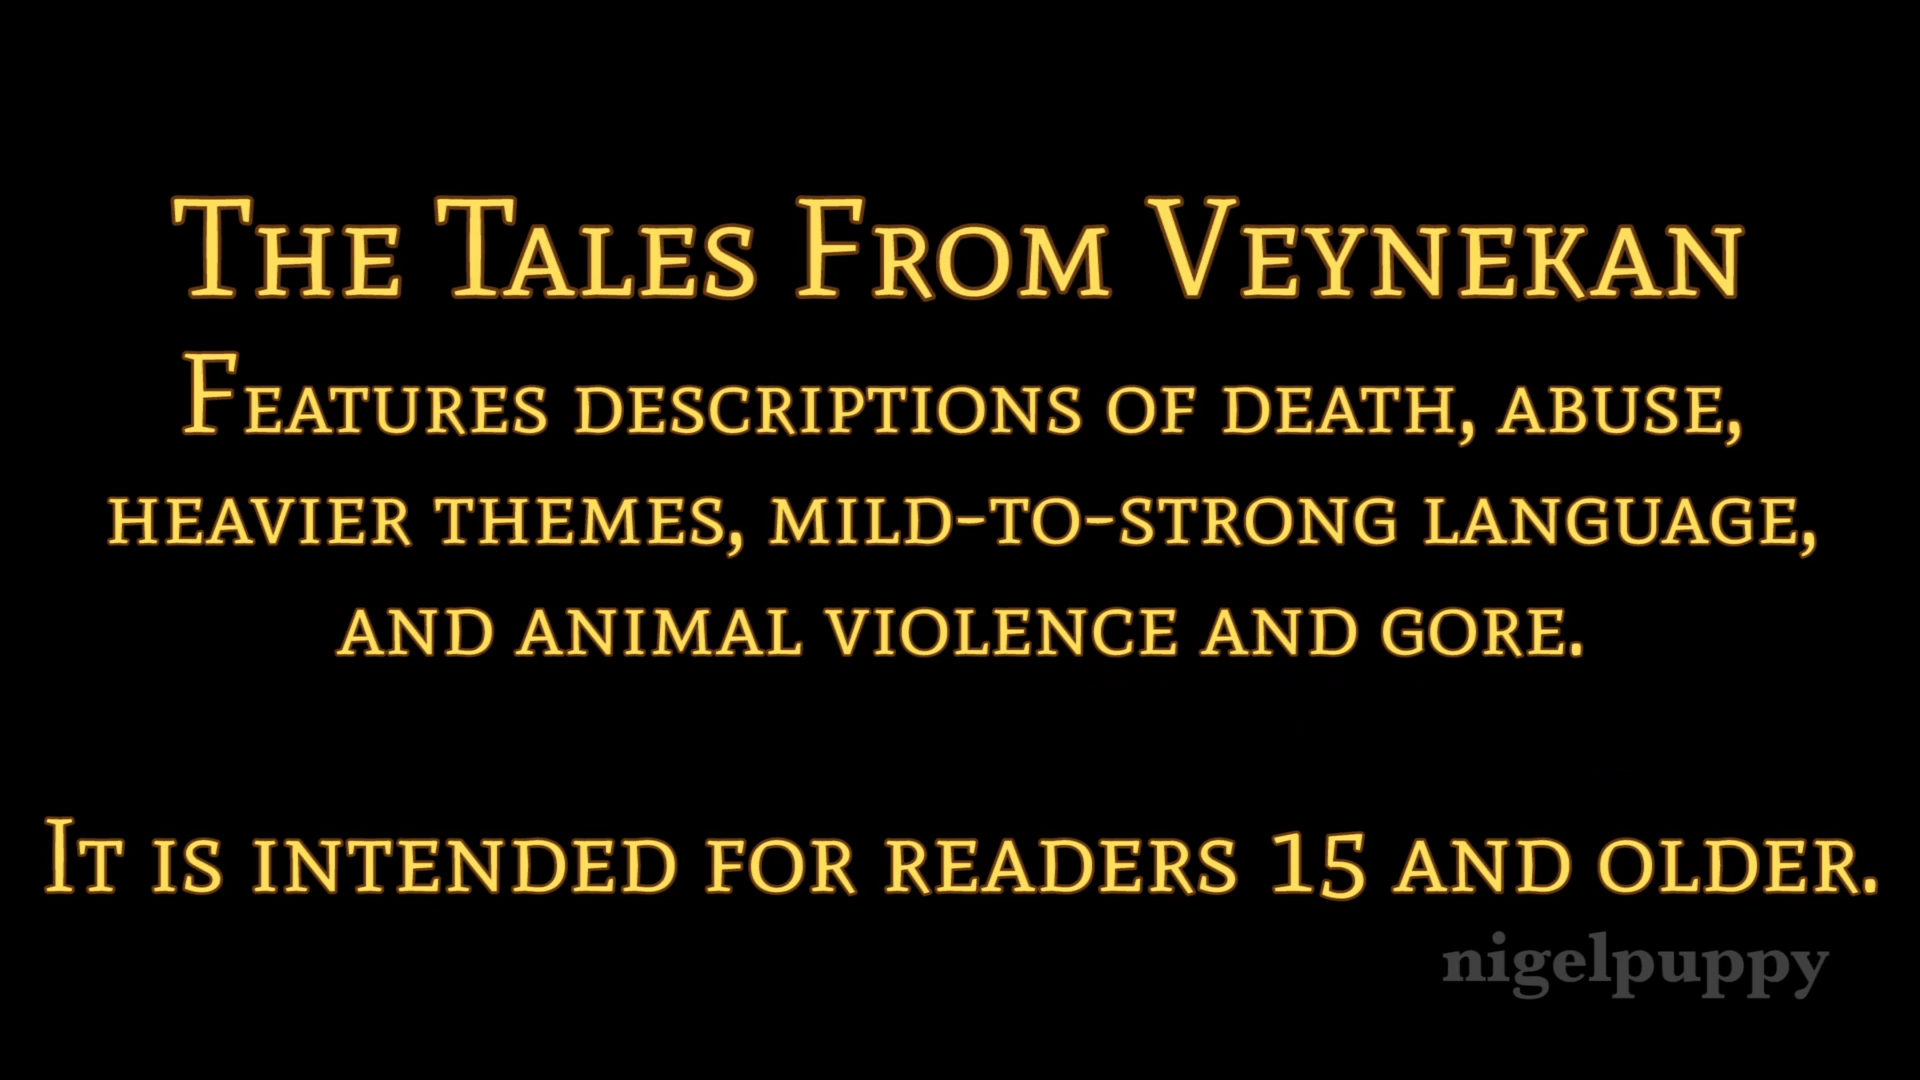 The Tales From Veynekan
Features descriptions of death, abuse,
heavier themes, mild-to-strong language,
and animal violence and gore.
It is intended for readers 15 and older.
nigelpuppy